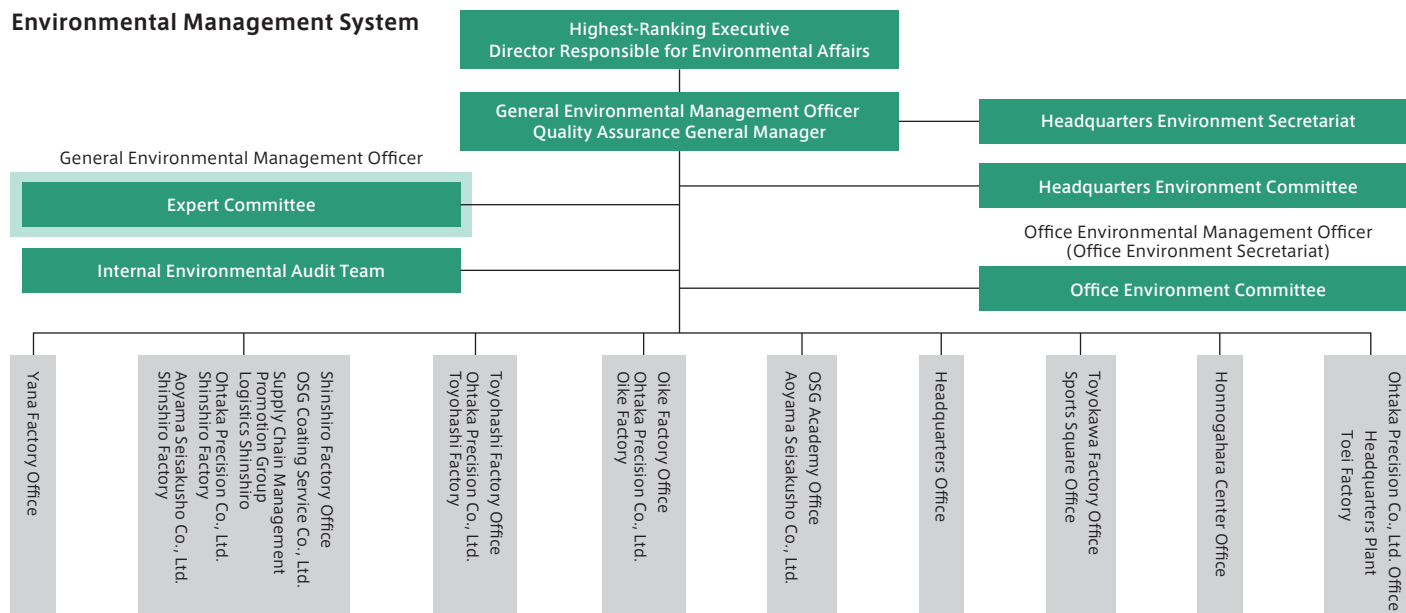 Environmental Management System
Highest-Ranking Executive
Director Responsible for Environmental Affairs
General Environmental Management Officer
Quality Assurance General Manager
Headquarters Environment Secretariat
General Environmental Management Officer
Expert Committee
Headquarters Environment Committee
Internal Environmental Audit Team
Office Environmental Management Officer
(Office Environment Secretariat)
Office Environment Committee
Yana Factory Office
Shinshiro Factory Office
OSG Coating Service Co., Ltd.
Supply Chain Management
Promotion Group
Logistics Shinshiro
Ohtaka Precision Co., Ltd.
Shinshiro Factory
Aoyama Seisakusho Co., Ltd.
Shinshiro Factory
Toyohashi Factory Office
Ohtaka Precision Co., Ltd.
Toyohashi Factory
Oike Factory Office
Ohtaka Precision Co., Ltd.
Oike Factory
OSG Academy Office
Aoyama Seisakusho Co., Ltd.
Headquarters Office
Toyokawa Factory Office
Sports Square Office
Honnogahara Center Office
Ohtaka Precision Co., Ltd. Office
Headquarters Plant
Toei Factory